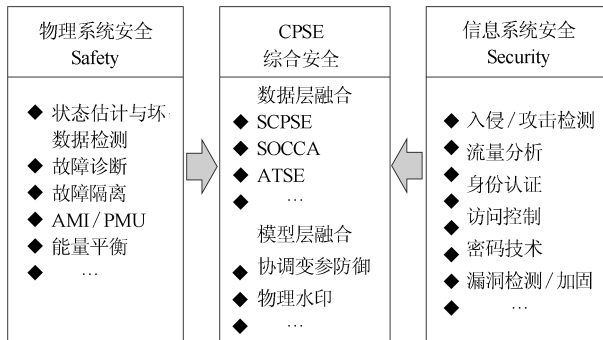 物理系统安全
Safety
◆ 状态估计与坏
数据检测
◆ 故障诊断
◆ 故障隔离
◆ AMI/PMU
◆ 能量平衡
◆ …
CPSE
综合安全
数据层融合
◆ SCPSE
◆ SOCCA
◆ ATSE
◆ …
模型层融合
◆ 协调变参防御
◆ 物理水印
◆ …
信息系统安全
Security
◆ 入侵/攻击检测
◆ 流量分析
◆ 身份认证
◆ 访问控制
◆ 密码技术
◆ 漏洞检测/加固
◆ …